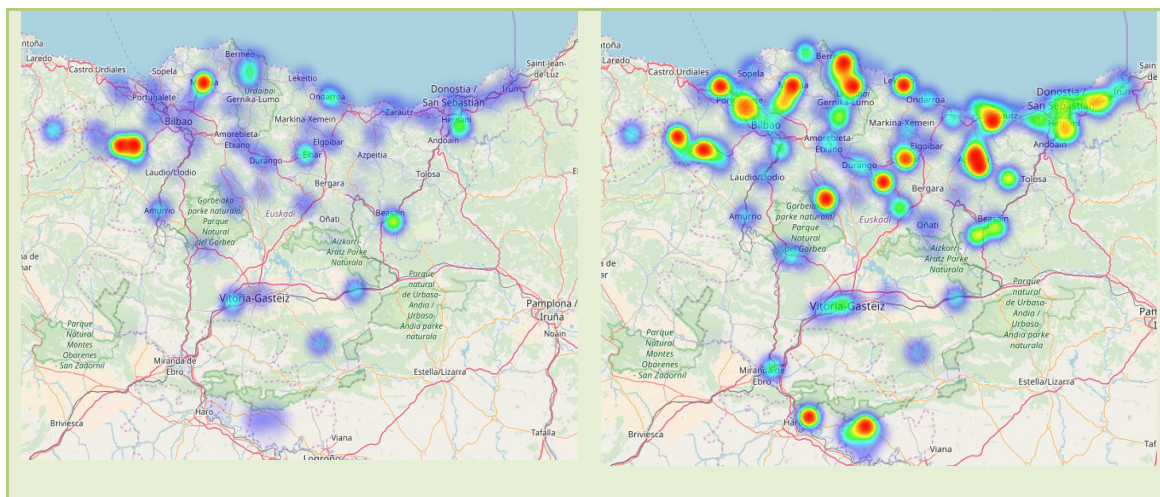 Laredo
Castro Urdiales
Sopela
Bermeo
Lekeitio
Saint-Jean-
de-Luz
Portugalete
Urdaibai
Gernika-Lumo
Ondarroa
Zarautz
Donostia /
San Sebastián
Irun
Bilbao
Markina-Xemein
Hernani
Amorebieta-
Etxano
Elgoibar
Eibar
Andoain
Durango
Azpeitia
Laudio/Llodio
Tolosa
Bergara
Amurrio
Gorbeiako
parke naturala/
Parque
Natural
del Gorbea
Euskadi
Oñati
Beasain
Aizkorri-
Aratz Parke
Naturala
Vitoria-Gasteiz
Parque
natural
de Urbasa-
Andia /
Urbasa
Andia parke
naturala
Pamplona /
Iruña
Noain
Parque
Natural
Montes
Obarenes
- San Zadornil
Miranda de
Ebro
Estella/Lizarra
Haro
Briviesca
Viana
Tafalla
Logroño
Laredo
Castro Urdiales
Sopela
Saint
de-Lu
Ondarroa
Donostia /
San Sebastián
Irun
Gernika-Lumo
Bilbao
Markina-Xemein
Hernani
Amorebieta-
Etxano
Elgoibar
Andoain
Durango
Laudio/Llodio
Tolosa
Bergara
Amurrio
Gorbeiako
parke naturala/
Parque
Natural
del Gorbea
Euskadi
Oñati
Beasain
Aizkorri-
Aratz Parke
Naturala
Vitoria-Gasteiz
Parque
natural
de Urbasa-
Andia /
Urbasa
Andia parke
naturala
Parque
Natural
Montes
Obarenes
- San Zadornil
Miranda de
Ebro
Estella/Lizarra
Haro
Briviesca
Viana